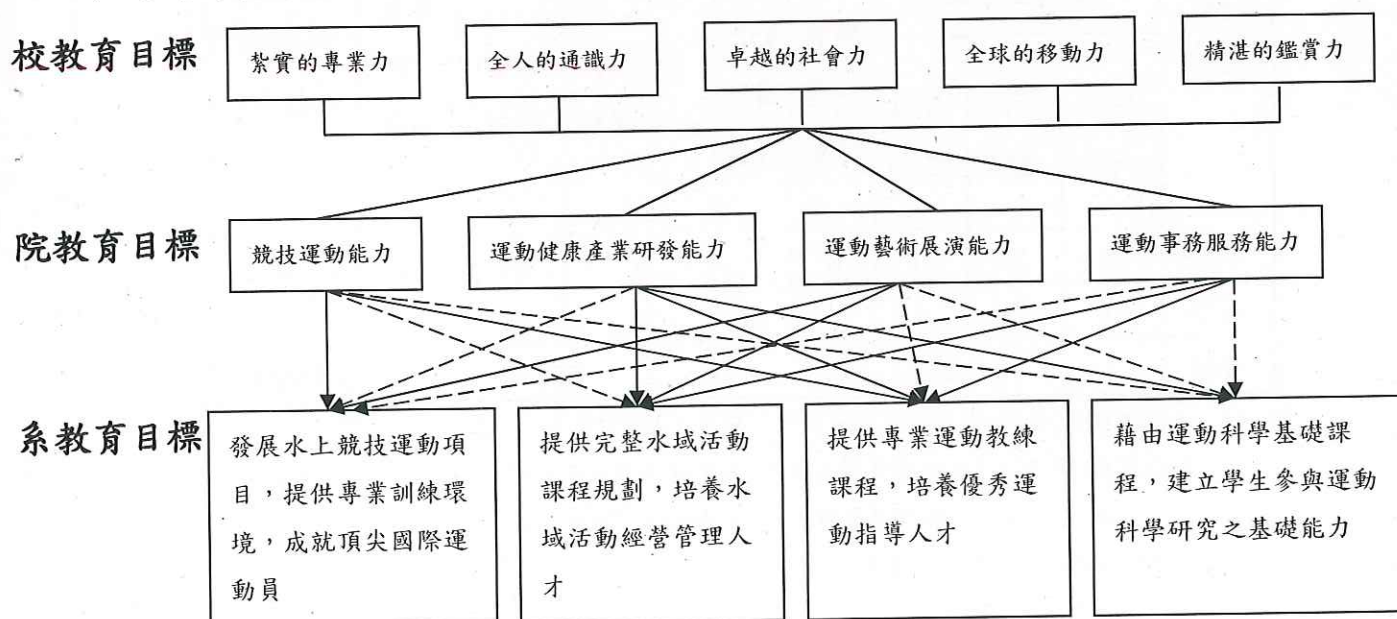 校教育目標
紮實的專業力
全人的通識力
卓越的社會力
全球的移動力
精湛的鑑賞力
院教育目標
競技運動能力
運動健康產業研發能力
運動藝術展演能力
運動事務服務能力
系教育目標
發展水上競技運動項
目,提供專業訓練環
境,成就頂尖國際運
動員
提供完整水域活動
課程規劃,培養水
域活動經營管理人
才
提供專業運動教練
課程,培養優秀運
動指導人才
藉由運動科學基礎課
程,建立學生參與運動
科學研究之基礎能力